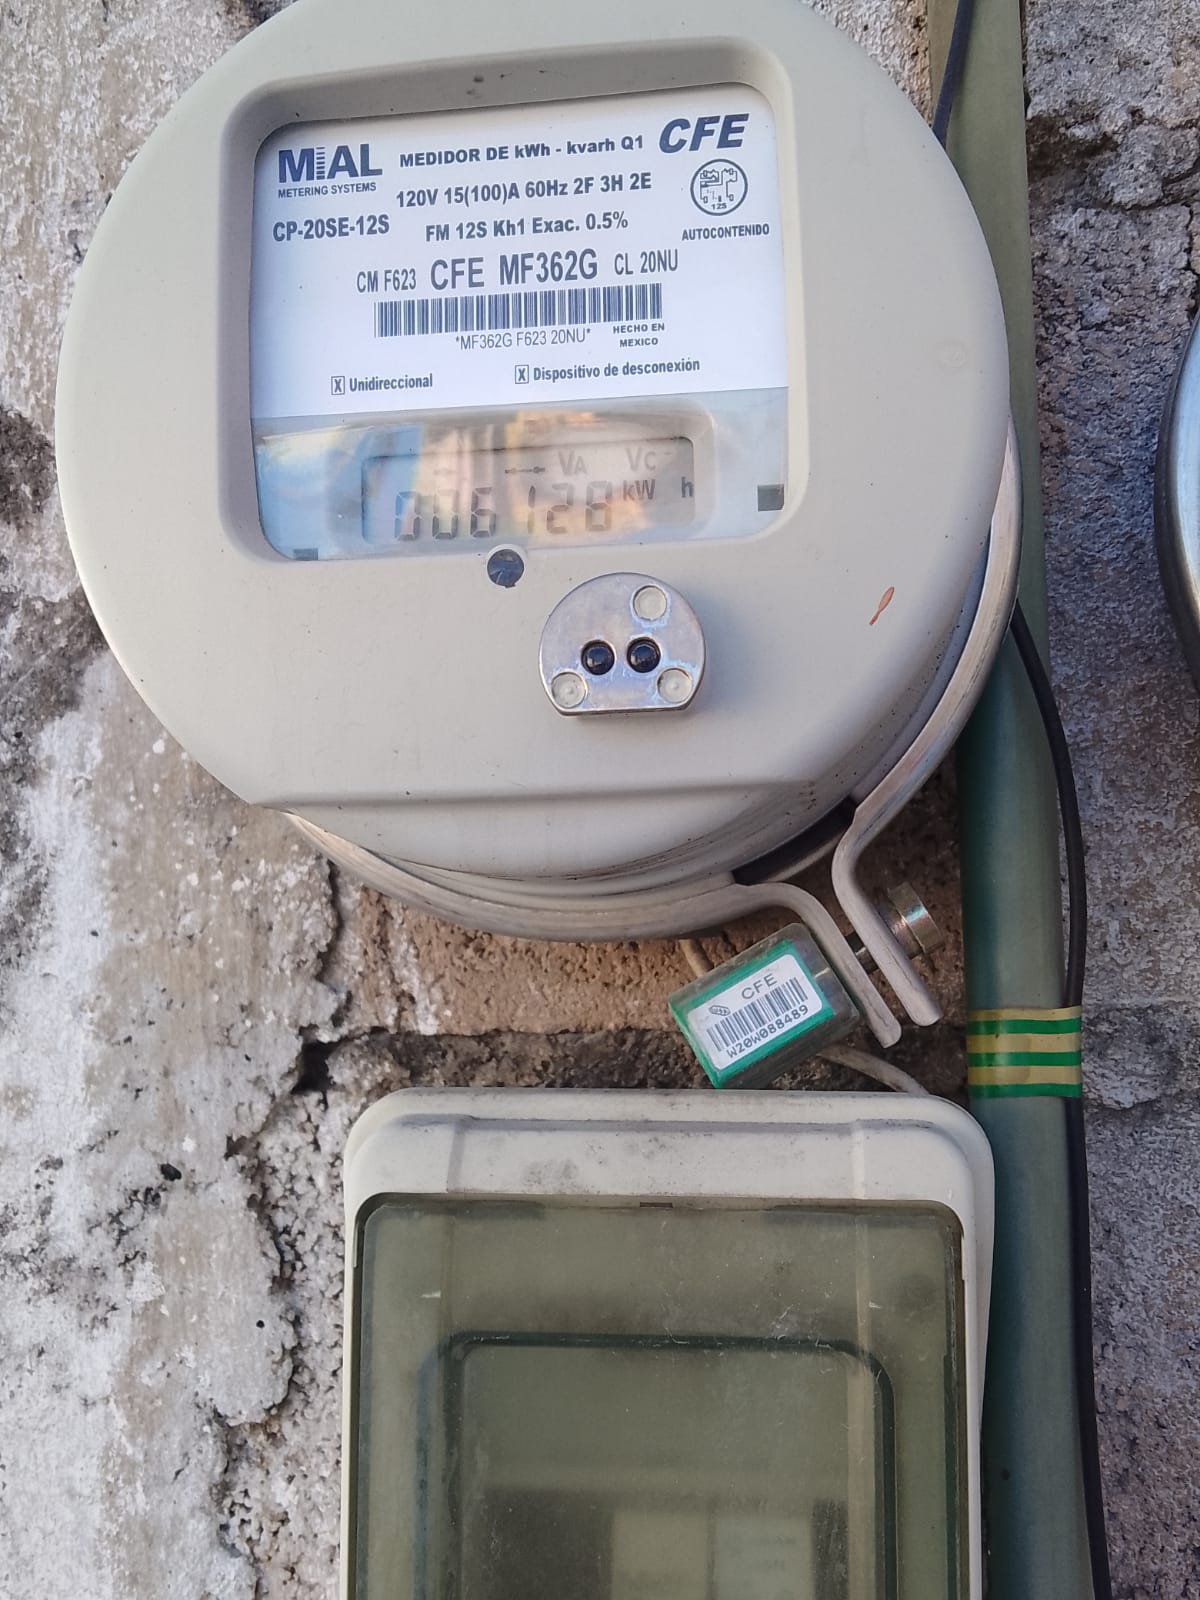 MIAL
METERING SYSTEMS
MEDIDOR DE kWh - kvarh Q1
CFE
120V 15(100)A 60Hz 2F 3H 2E
12S
CP-20SE-12S
FM 12S Kh1 Exac. 0.5%
AUTOCONTENIDO
CM F623 CFE MF362G CL 20NU
*MF362G F623 20NU*
HECHO EN
MEXICO
X Unidireccional
X Dispositivo de desconexión
VA VC
006128 kW h
CFE
W20W088489